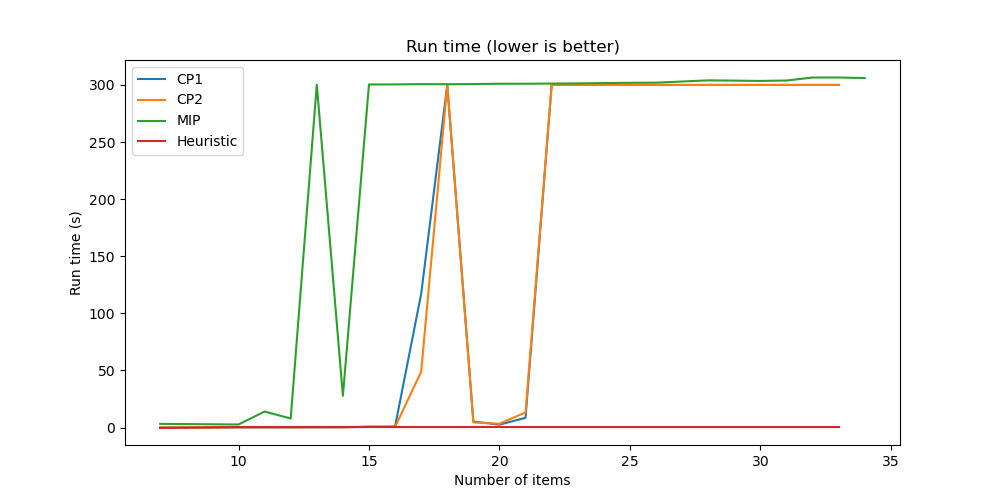 Run time (lower is better)
CP1
CP2
MIP
Heuristic
Run time (s)
300
250
200
150
100
50
0
10 15 20 25 30 35
Number of items